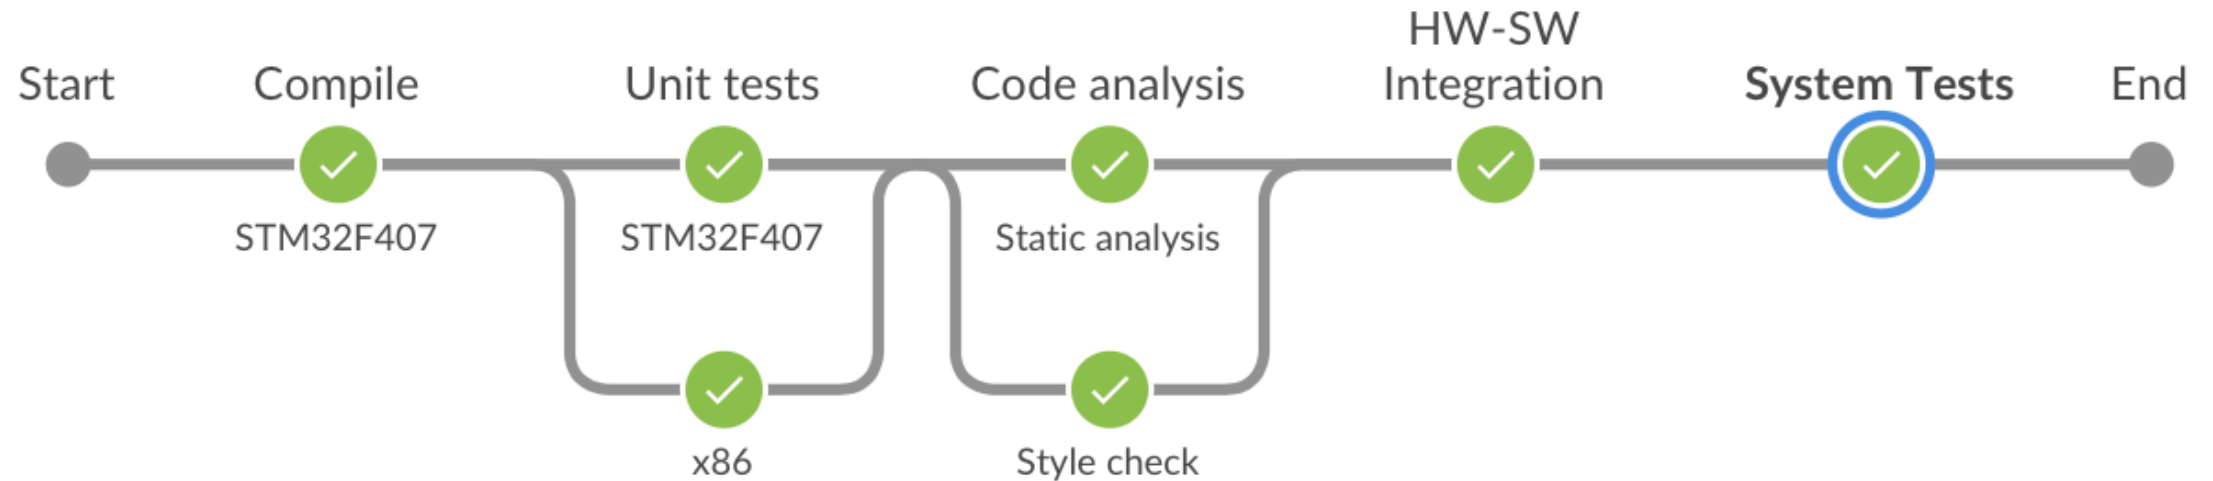 Start
Compile
Unit tests
Code analysis
HW-SW
Integration
System Tests
End
STM32F407
STM32F407
Static analysis
x86
Style check